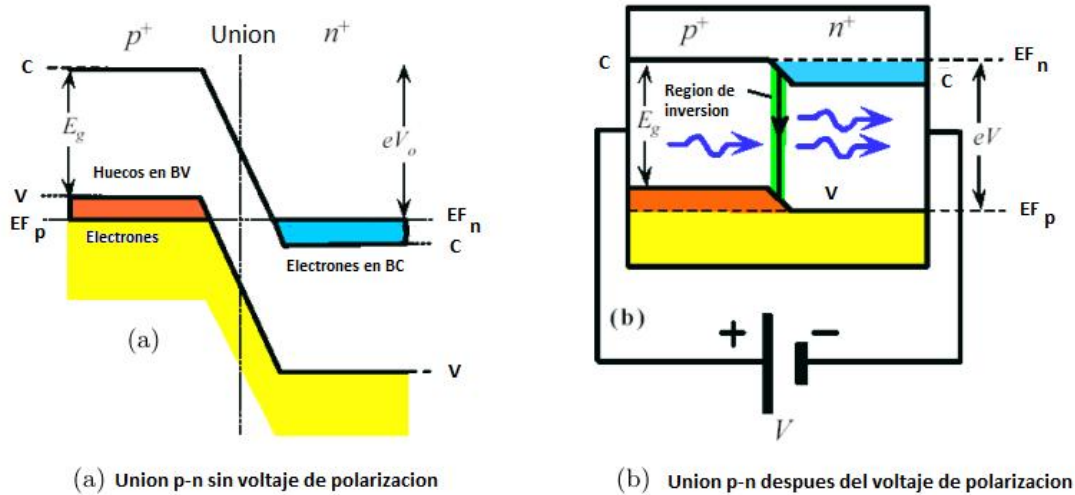 (a)
p+
Union
n+
C
Eg
eVo
Huecos en BV
V
EF p
EF n
Electrones
Electrones en BC
C
(a)
V
(a) Union p-n sin voltaje de polarizacion
(b)
p+
n+
EF n
C
C
Region de
inversion
Eg
eV
V
EF p
(b)
+
−
V
(b) Union p-n despues del voltaje de polarizacion